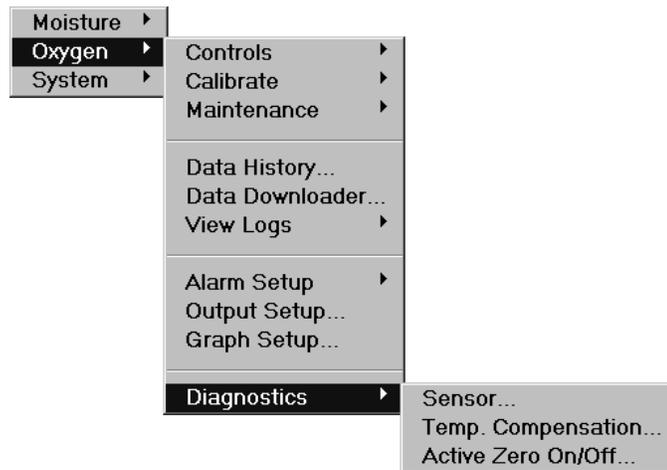 Moisture
Oxygen
System
Controls
Calibrate
Maintenance
Data History...
Data Downloader...
View Logs
Alarm Setup
Output Setup...
Graph Setup...
Diagnostics
Sensor...
Temp. Compensation...
Active Zero On/Off...